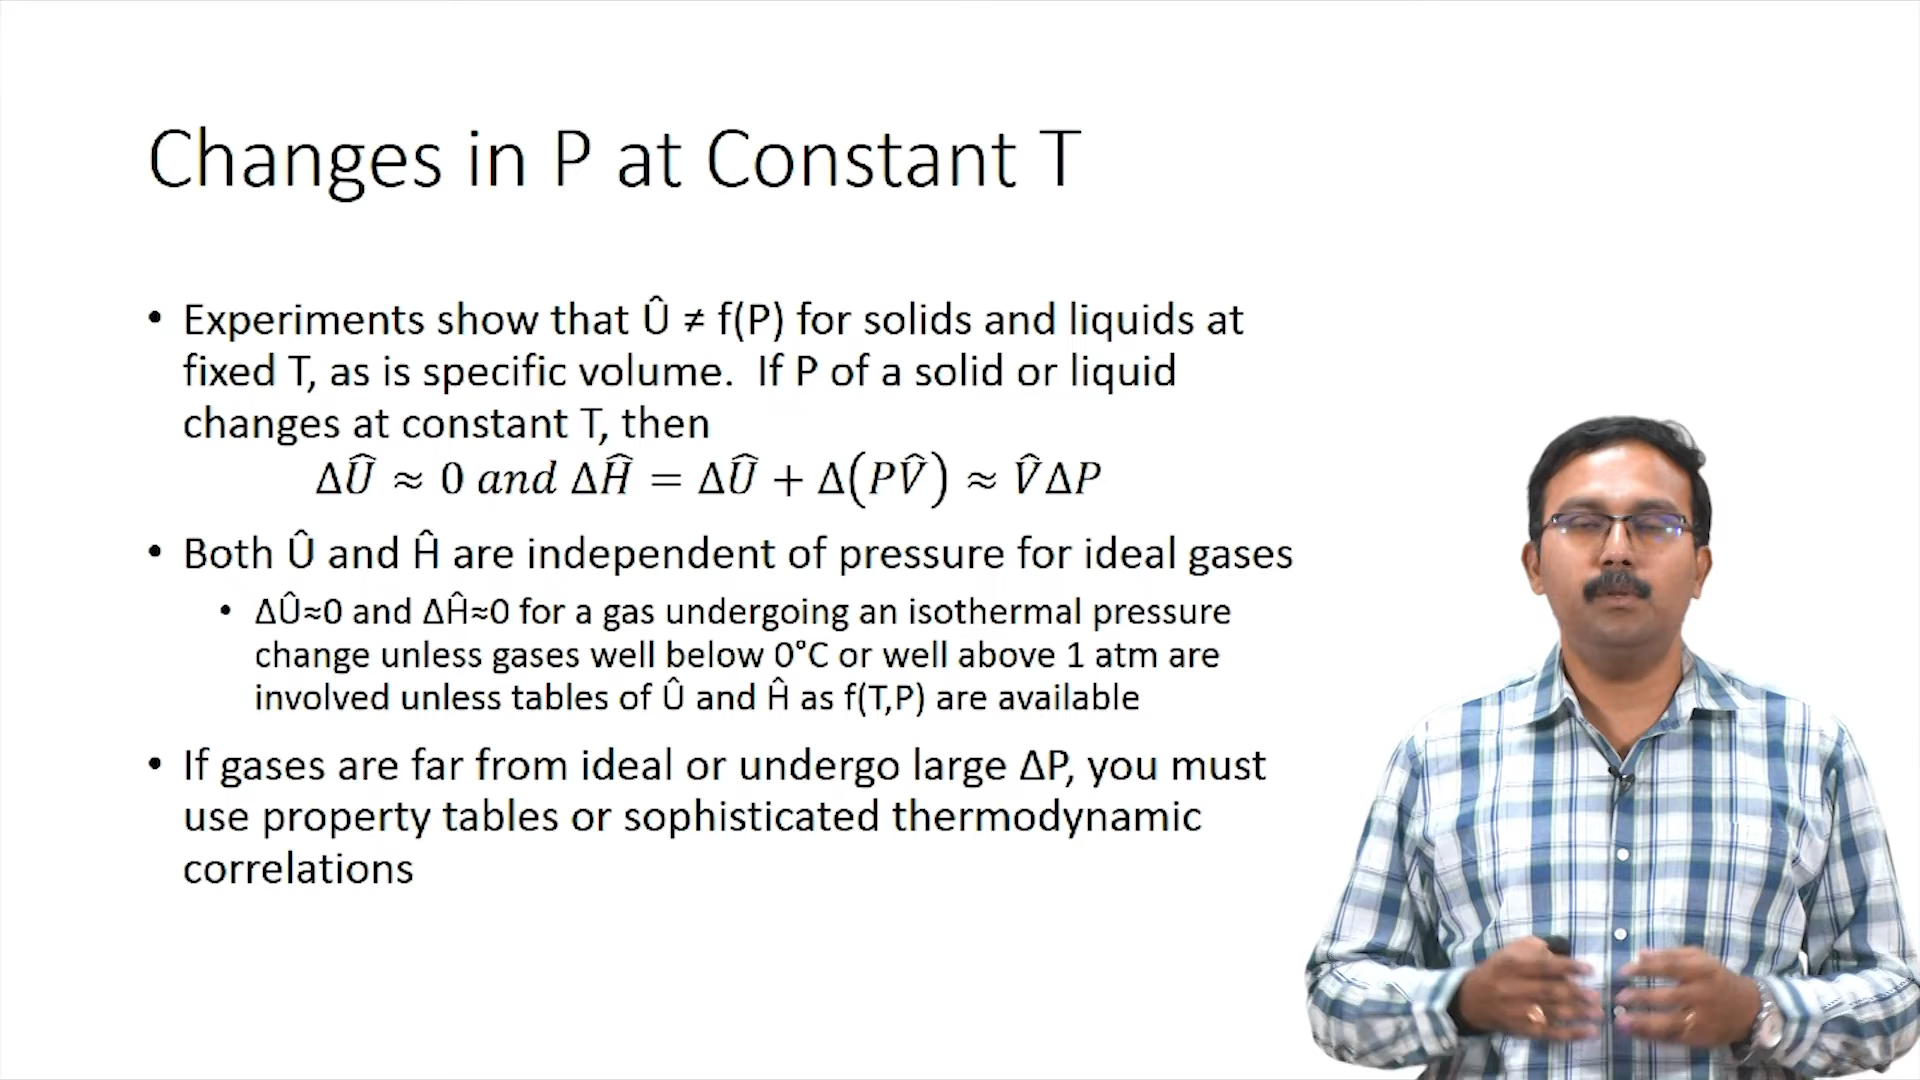 Changes in P at Constant T
• Experiments show that Û ≠ f(P) for solids and liquids at
fixed T, as is specific volume. If P of a solid or liquid
changes at constant T, then
ΔÛ ≈ 0 and ΔĤ = ΔÛ + Δ(PV̂) ≈ V̂ΔP
• Both Û and Ĥ are independent of pressure for ideal gases
• ΔÛ≈0 and ΔĤ≈0 for a gas undergoing an isothermal pressure
change unless gases well below 0°C or well above 1 atm are
involved unless tables of Û and Ĥ as f(T,P) are available
• If gases are far from ideal or undergo large ΔP, you must
use property tables or sophisticated thermodynamic
correlations